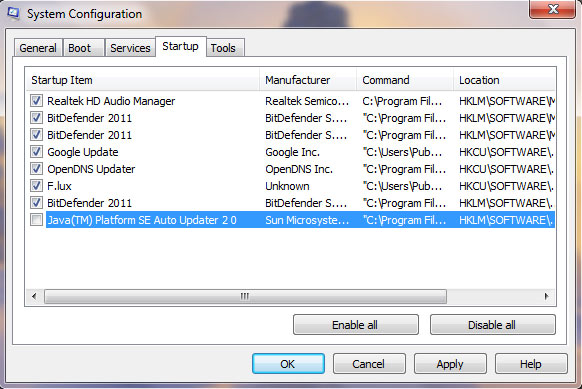 System Configuration
General Boot Services Startup Tools
Startup Item Manufacturer Command Location
Realtek HD Audio Manager Realtek Semico... C:\Program Fil... HKLM\SOFTWARE\M
BitDefender 2011 BitDefender S.... "C:\Program Fil... HKLM\SOFTWARE\M
BitDefender 2011 BitDefender S.... "C:\Program Fil... HKLM\SOFTWARE\M
Google Update Google Inc. "C:\Users\Pub... HKCU\SOFTWARE\.
OpenDNS Updater OpenDNS Inc. "C:\Program Fil... HKCU\SOFTWARE\.
F.lux Unknown "C:\Users\Pub... HKCU\SOFTWARE\.
BitDefender 2011 BitDefender S.... "C:\Program Fil... HKLM\SOFTWARE\.
Java(TM) Platform SE Auto Updater 2 0 Sun Microsyste... "C:\Program Fil... HKLM\SOFTWARE\.
Enable all Disable all
OK Cancel Apply Help